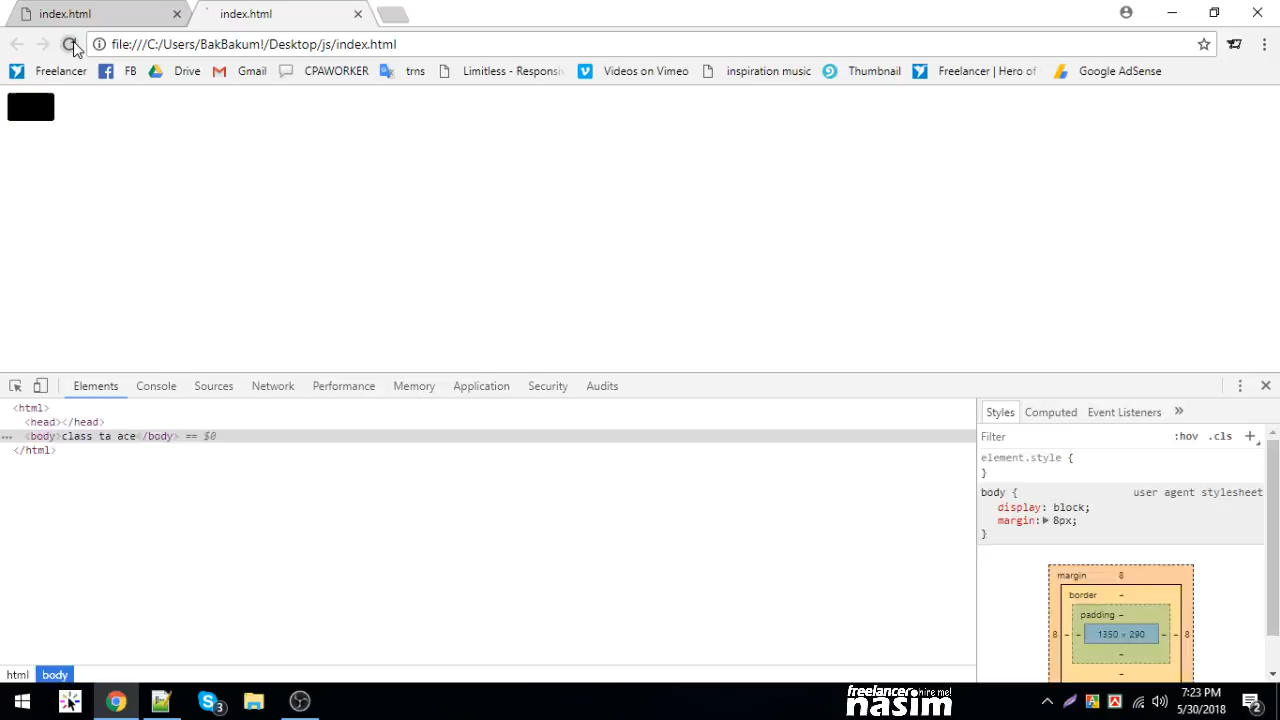 index.html
index.html
file:///C:/Users/BakBakum!/Desktop/js/index.html
Freelancer
FB
Drive
Gmail
CPAWORKER
trns
Limitless - Responsi
Videos on Vimeo
inspiration music
Thumbnail
Freelancer | Hero of
Google AdSense
Elements
Console
Sources
Network
Performance
Memory
Application
Security
Audits
<html>
<head></head>
<body>class ta ace</body> == $0
</html>
Styles
Computed
Event Listeners
»
Filter
:hov
.cls
+
element.style {
}
body {
user agent stylesheet
display: block;
margin: 8px;
}
margin
8
border
-
padding -
8
-
-
1350 × 290
-
-
8
-
-
html
body
3
freelancer hire me!
nasim
7:23 PM
5/30/2018
2